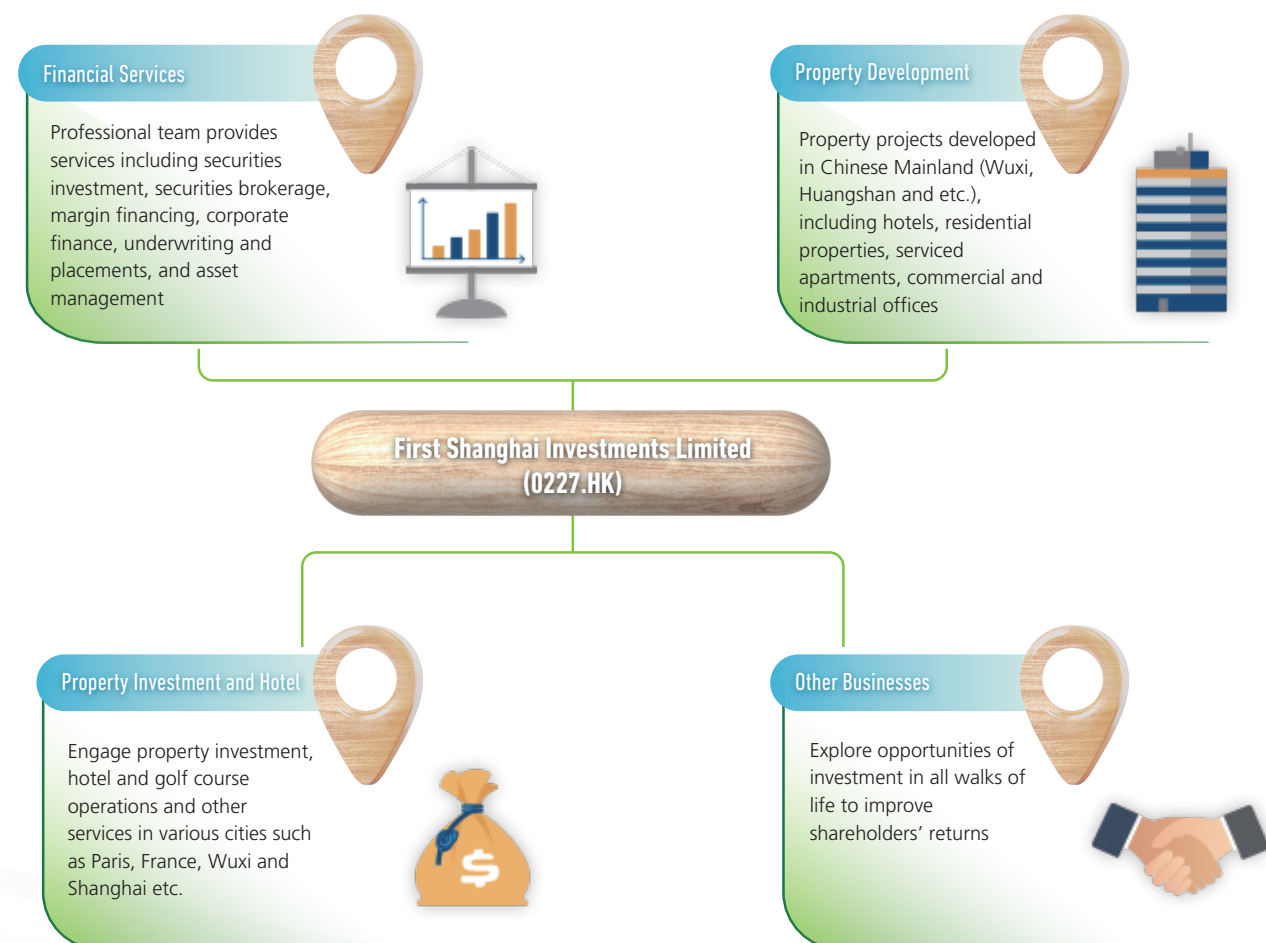 Financial Services
Professional team provides
services including securities
investment, securities brokerage,
margin financing, corporate
finance, underwriting and
placements, and asset
management
Property Development
Property projects developed
in Chinese Mainland (Wuxi,
Huangshan and etc.),
including hotels, residential
properties, serviced
apartments, commercial and
industrial offices
First Shanghai Investments Limited
(0227.HK)
Property Investment and Hotel
Engage property investment,
hotel and golf course
operations and other
services in various cities such
as Paris, France, Wuxi and
Shanghai etc.
$
Other Businesses
Explore opportunities of
investment in all walks of
life to improve
shareholders’ returns